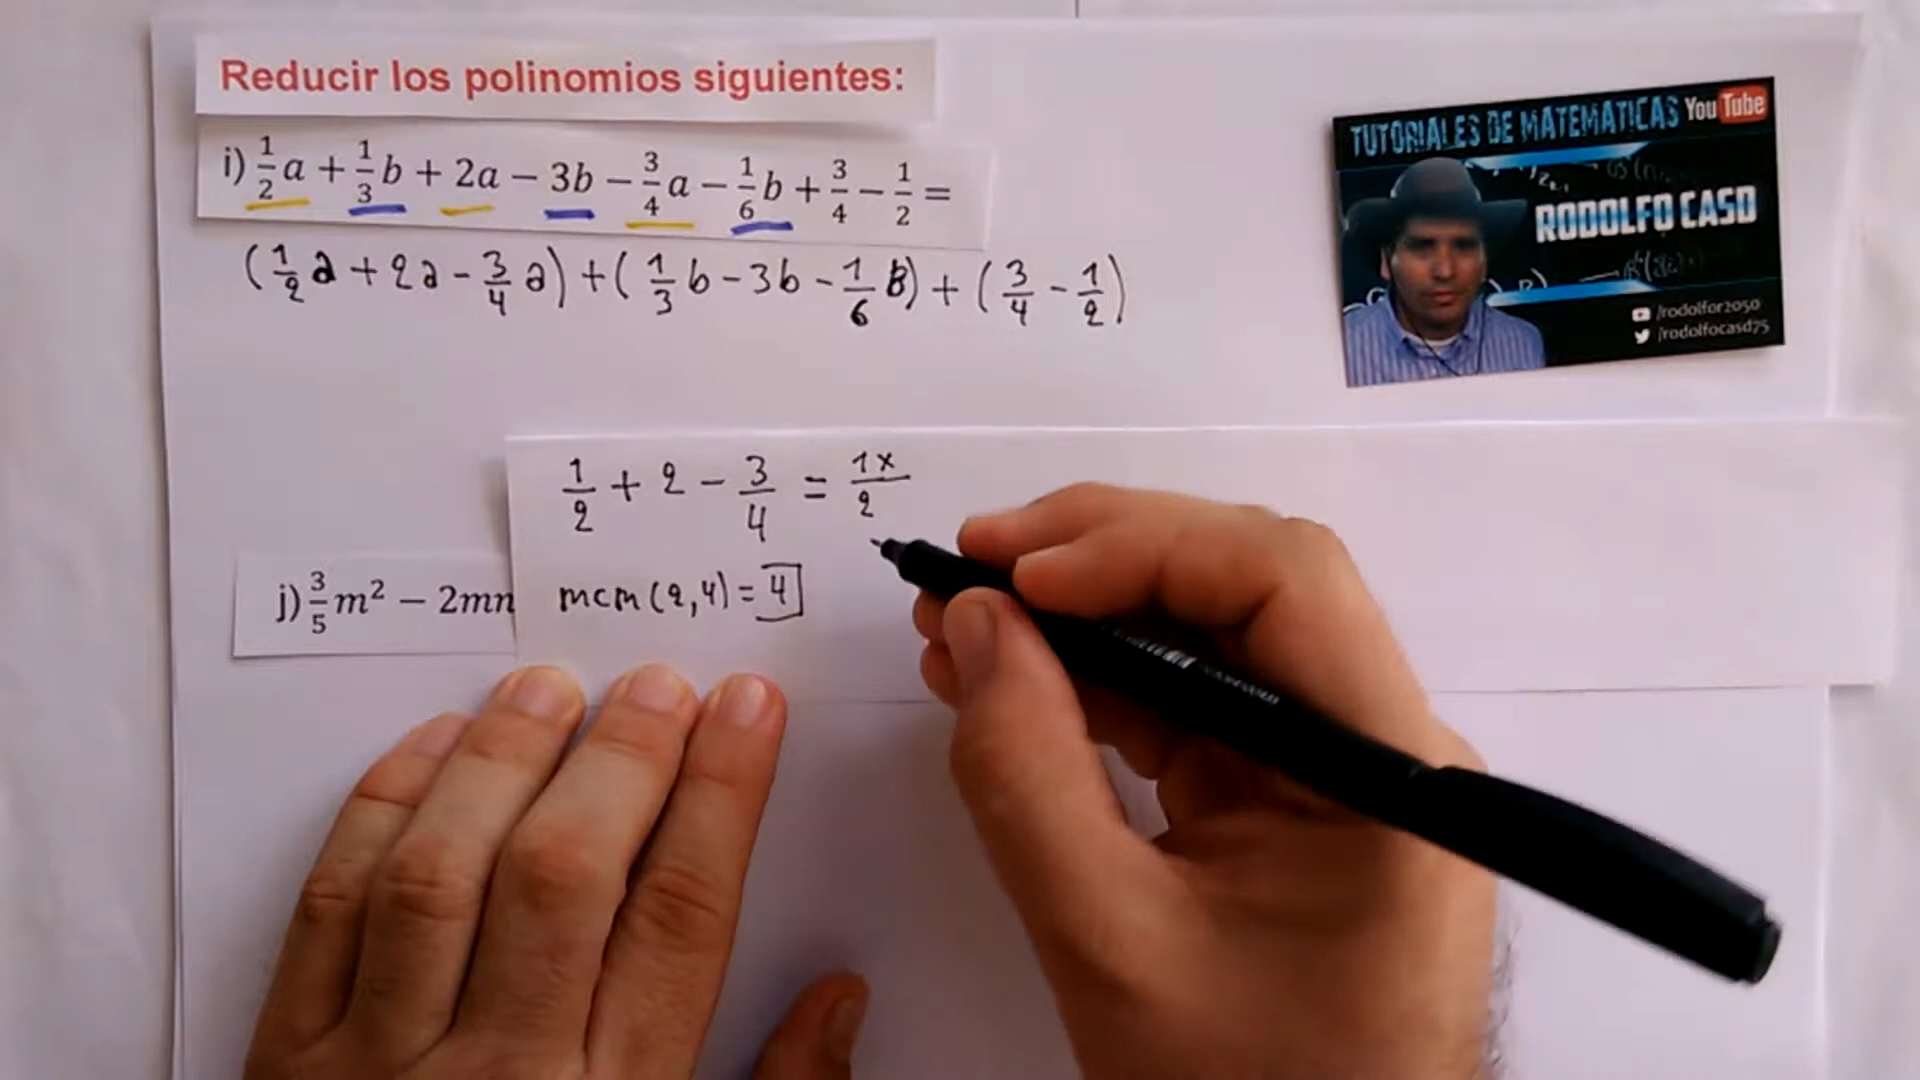 Reducir los polinomios siguientes:
i) 1/2 a + 1/3 b + 2a − 3b − 3/4 a − 1/6 b + 3/4 − 1/2 =
(1/2 a + 2a − 3/4 a) + (1/3 b − 3b − 1/6 b) + (3/4 − 1/2)
TUTORIALES DE MATEMATICAS YouTube
RODOLFO CASD
/rodolfor2050
/rodolfocasd75
1/2 + 2 − 3/4 = 1x/2
mcm (2,4) = 4
j) 3/5 m² − 2mn